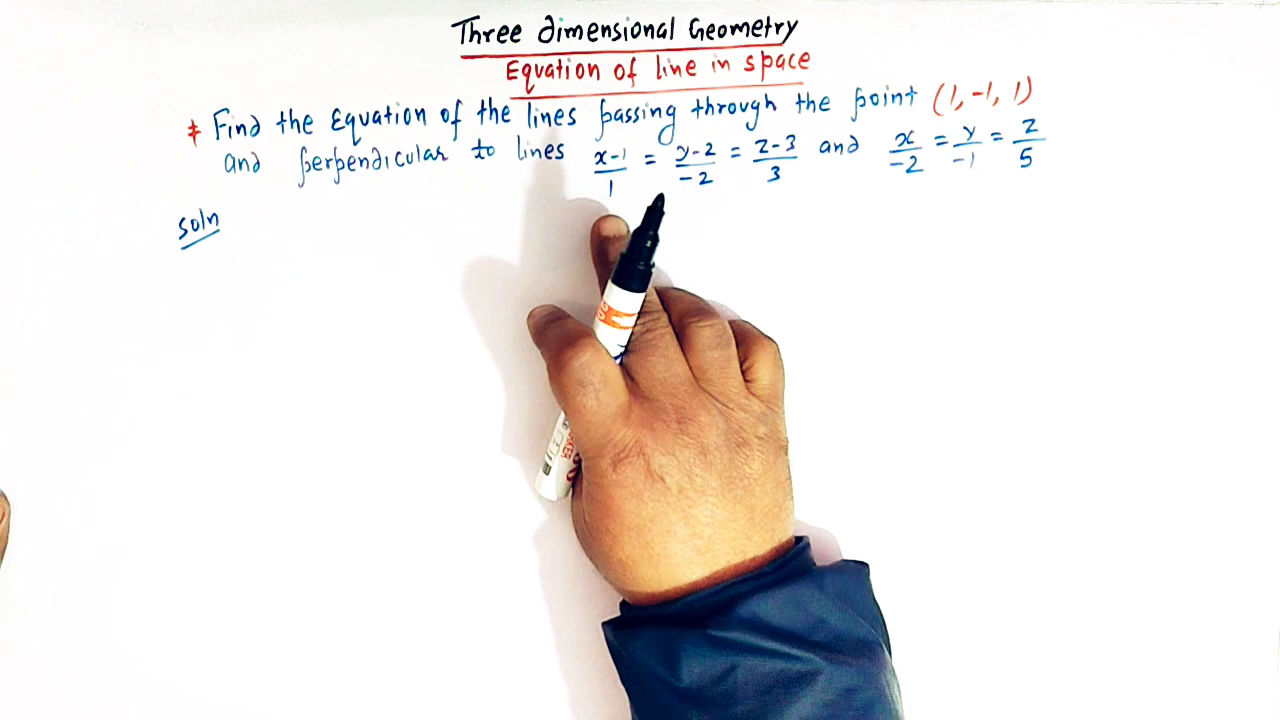 Three dimensional Geometry
Equation of line in space
* Find the Equation of the lines passing through the point (1, -1, 1)
and perpendicular to lines x-1/1 = y-2/-2 = z-3/3 and x/-2 = y/-1 = z/5
soln